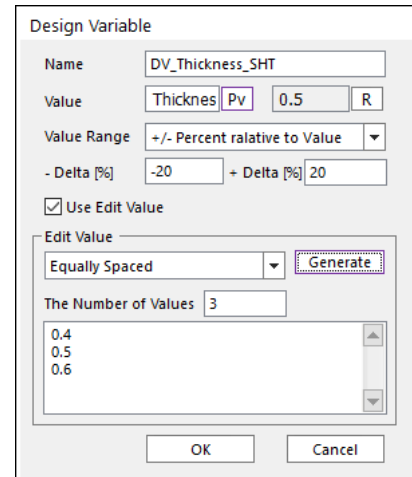 Design Variable
Name DV_Thickness_SHT
Value Thicknes Pv 0.5 R
Value Range +/- Percent ralative to Value
- Delta [%] -20 + Delta [%] 20
Use Edit Value
Edit Value
Equally Spaced Generate
The Number of Values 3
0.4
0.5
0.6
OK Cancel